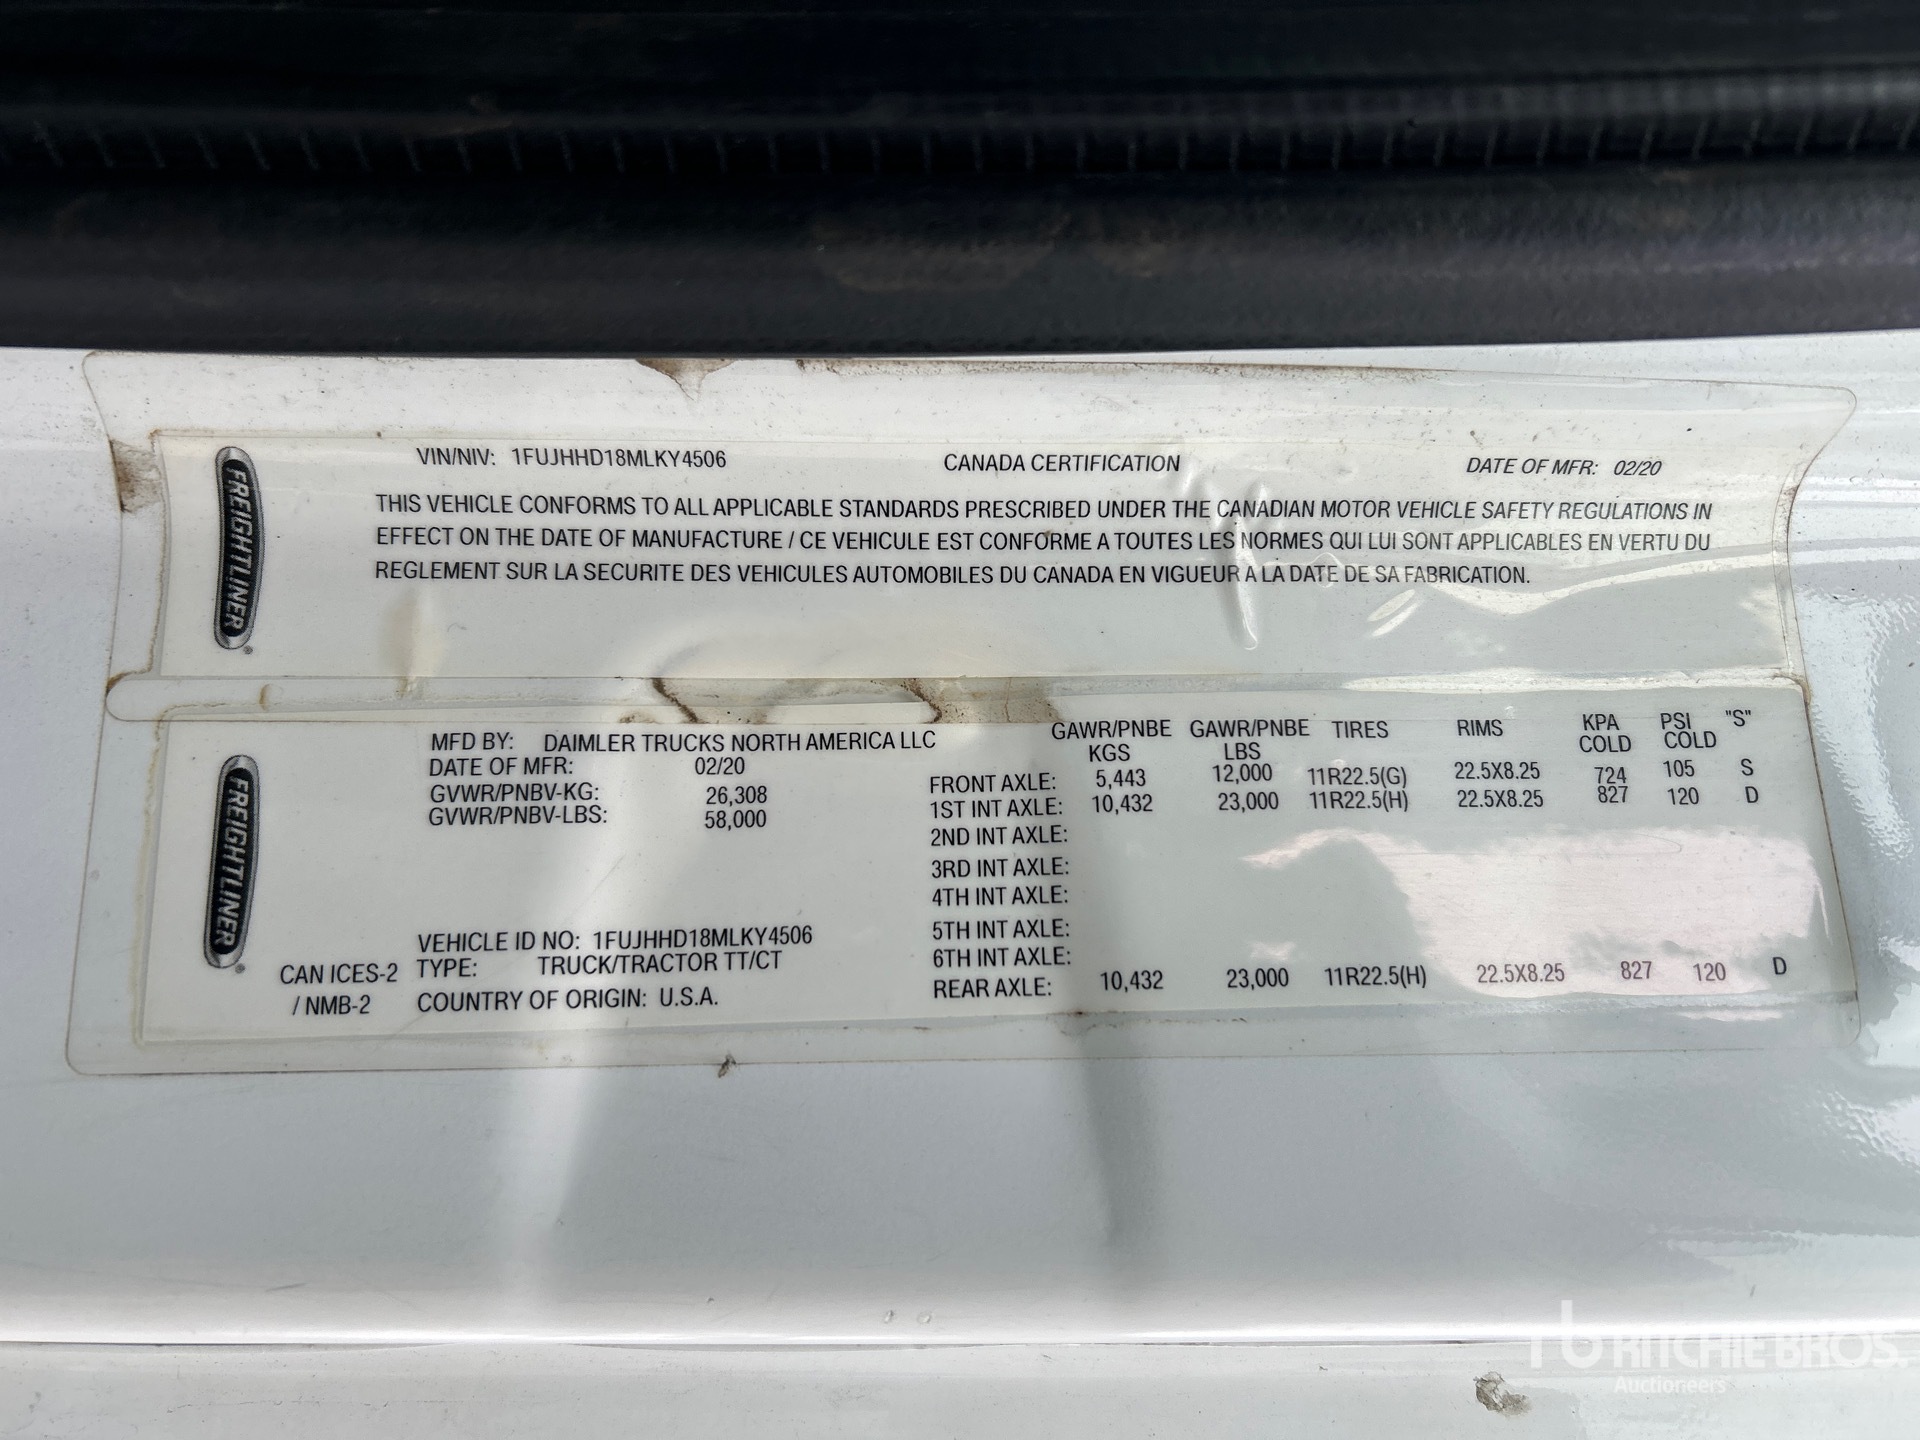 FREIGHTLINER®
VIN/NIV: 1FUJHHD18MLKY4506 CANADA CERTIFICATION DATE OF MFR: 02/20
THIS VEHICLE CONFORMS TO ALL APPLICABLE STANDARDS PRESCRIBED UNDER THE CANADIAN MOTOR VEHICLE SAFETY REGULATIONS IN
EFFECT ON THE DATE OF MANUFACTURE / CE VEHICULE EST CONFORME A TOUTES LES NORMES QUI LUI SONT APPLICABLES EN VERTU DU
REGLEMENT SUR LA SECURITE DES VEHICULES AUTOMOBILES DU CANADA EN VIGUEUR A LA DATE DE SA FABRICATION.
FREIGHTLINER®
MFD BY: DAIMLER TRUCKS NORTH AMERICA LLC
DATE OF MFR: 02/20
GVWR/PNBV-KG: 26,308
GVWR/PNBV-LBS: 58,000
VEHICLE ID NO: 1FUJHHD18MLKY4506
CAN ICES-2 TYPE: TRUCK/TRACTOR TT/CT
/ NMB-2 COUNTRY OF ORIGIN: U.S.A.
GAWR/PNBE GAWR/PNBE TIRES RIMS KPA PSI "S"
KGS LBS COLD COLD
FRONT AXLE: 5,443 12,000 11R22.5(G) 22.5X8.25 724 105 S
1ST INT AXLE: 10,432 23,000 11R22.5(H) 22.5X8.25 827 120 D
2ND INT AXLE:
3RD INT AXLE:
4TH INT AXLE:
5TH INT AXLE:
6TH INT AXLE:
REAR AXLE: 10,432 23,000 11R22.5(H) 22.5X8.25 827 120 D
rb RITCHIE BROS.
Auctioneers